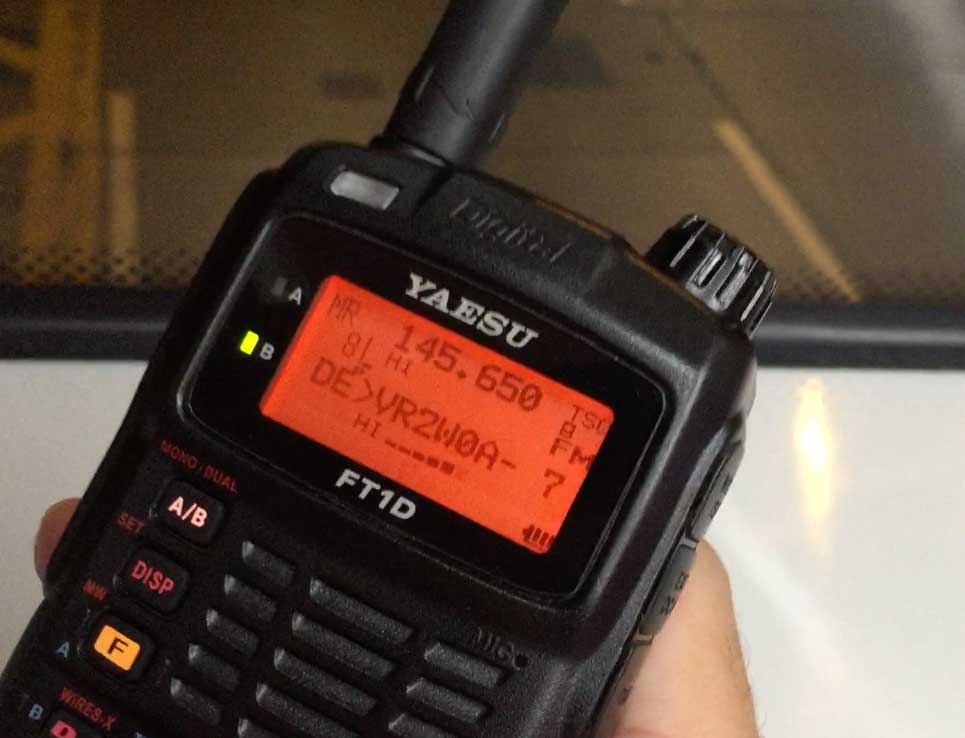 Digital
YAESU
A
B
MR 145.650
81 HI TSQ
DE>VR2W0A-7
HI FM
FT1D
MONO/DUAL
A/B
SET
DISP
MW
A F
WiRES-X
B
MIC